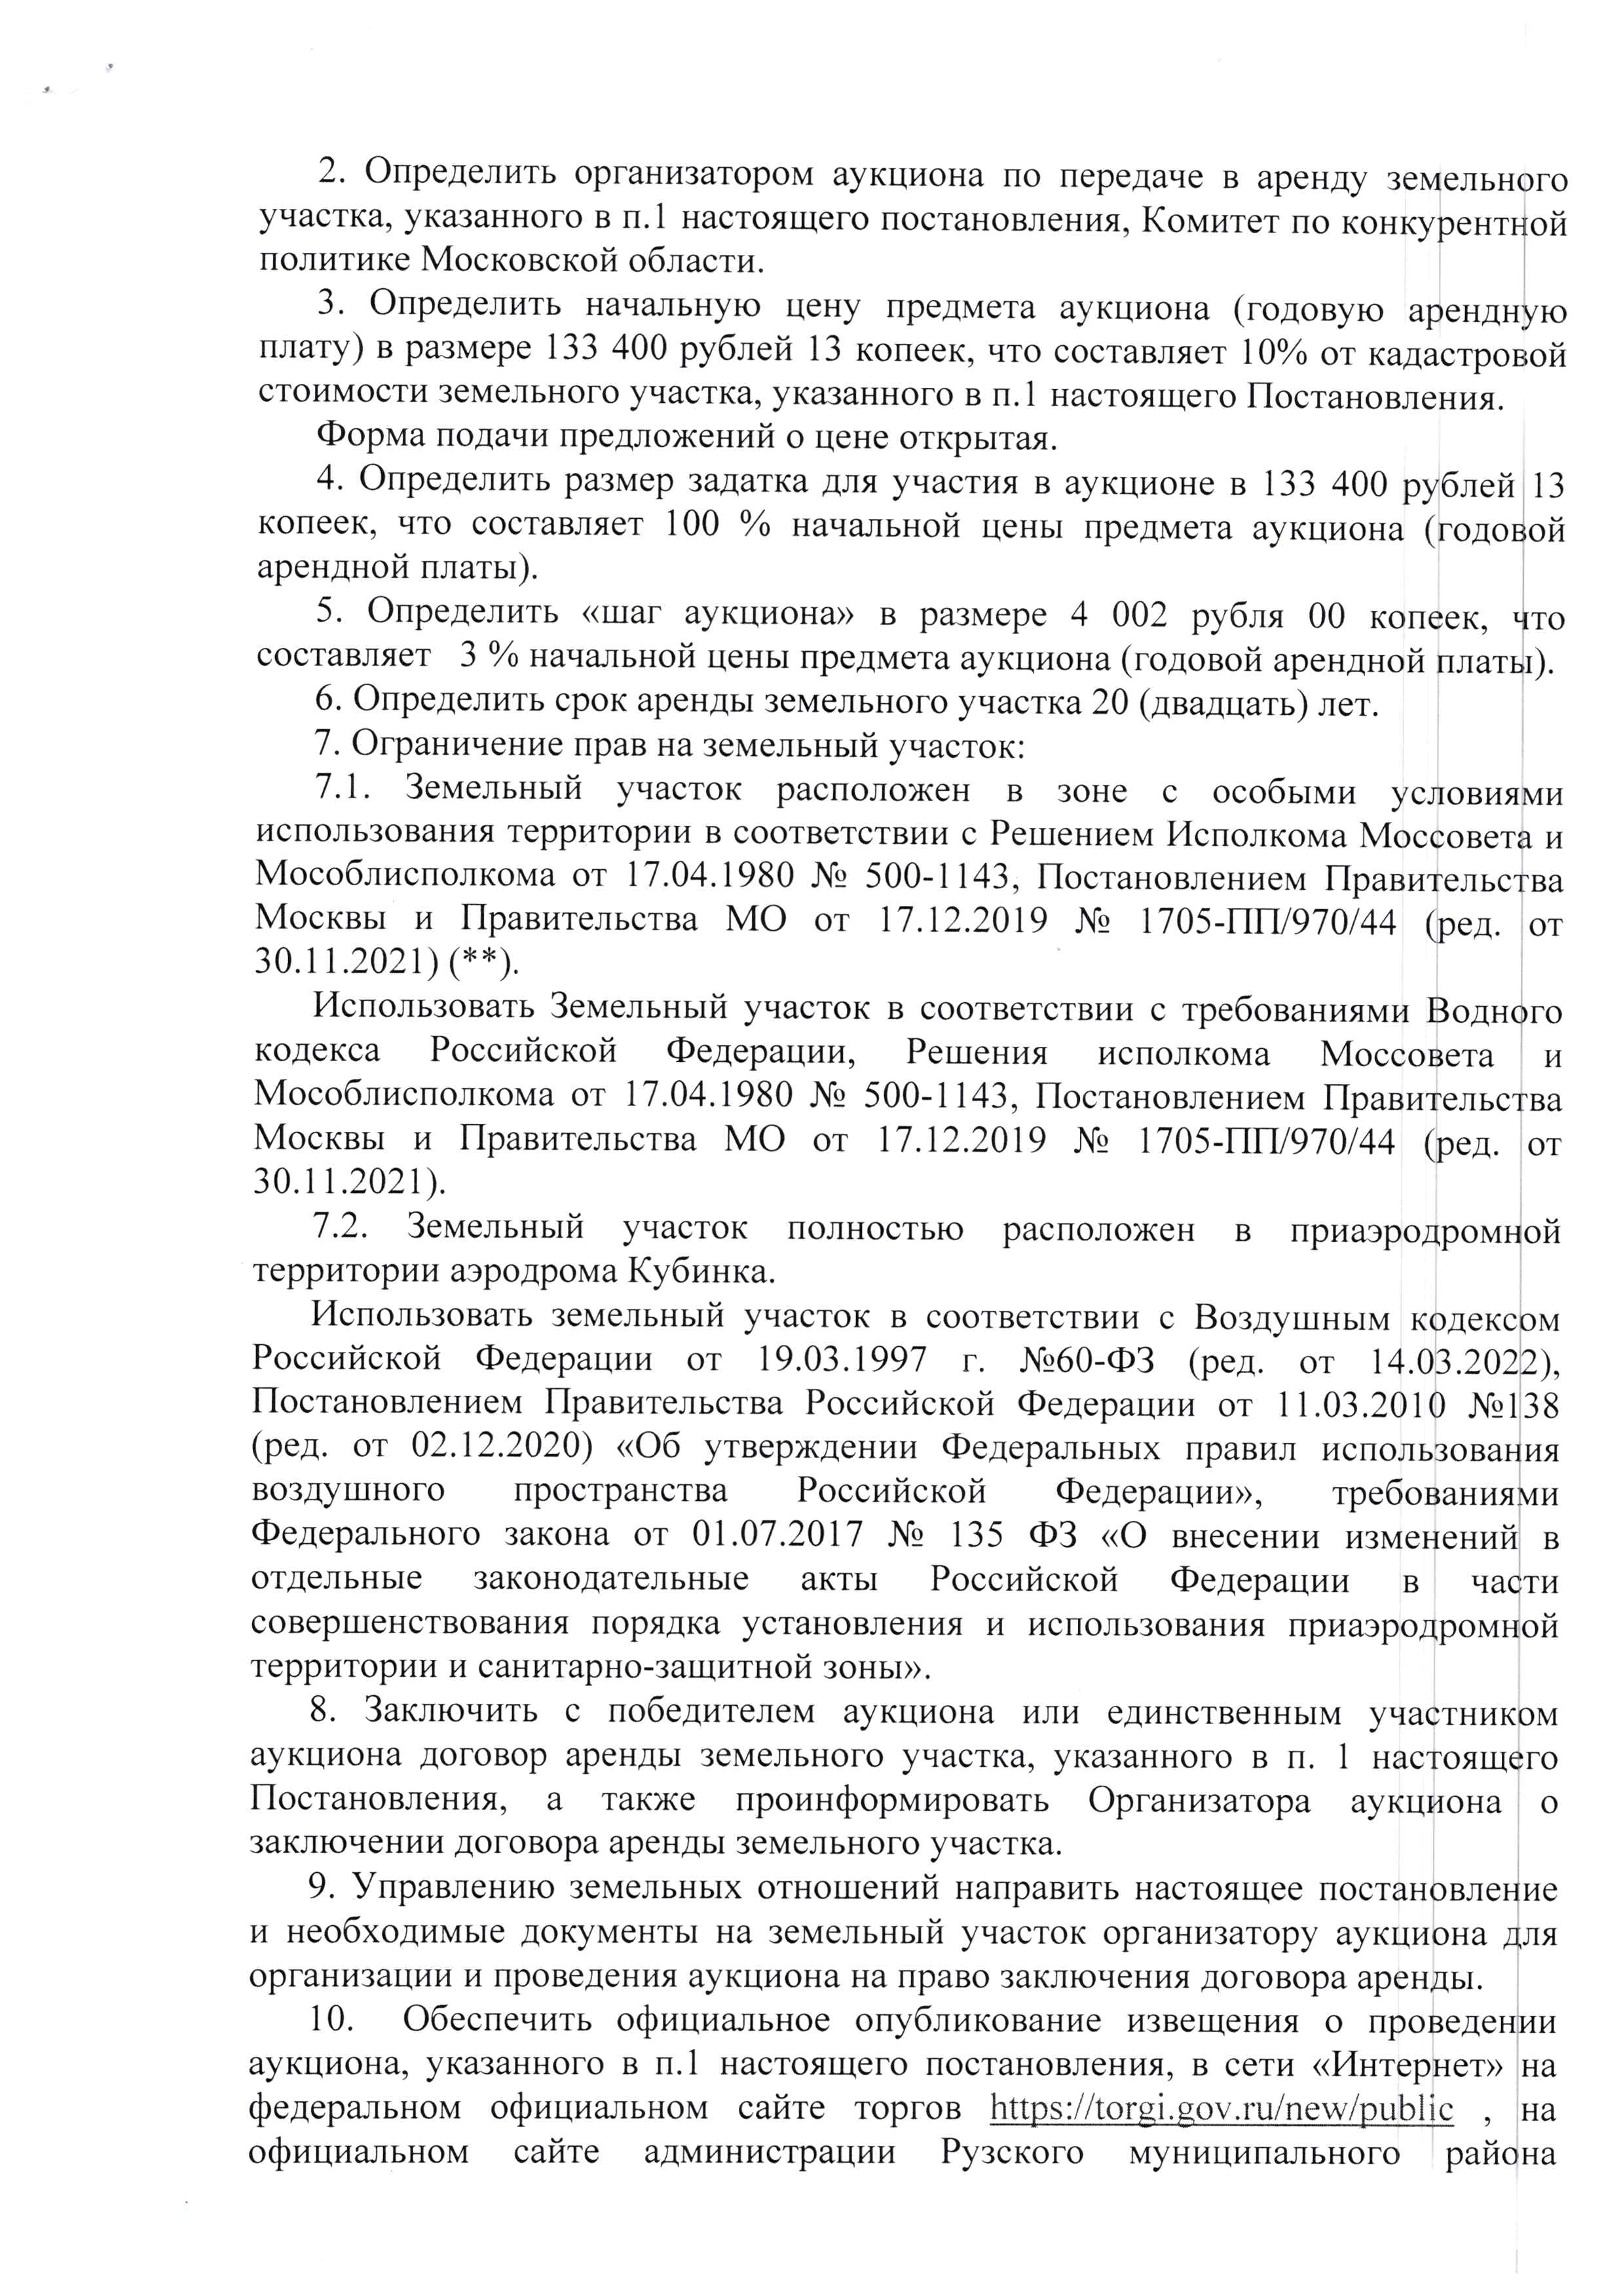 2. Определить организатором аукциона по передаче в аренду земельного
участка, указанного в п.1 настоящего постановления, Комитет по конкурентной
политике Московской области.
3. Определить начальную цену предмета аукциона (годовую арендную
плату) в размере 133 400 рублей 13 копеек, что составляет 10% от кадастровой
стоимости земельного участка, указанного в п.1 настоящего Постановления.
Форма подачи предложений о цене открытая.
4. Определить размер задатка для участия в аукционе в 133 400 рублей 13
копеек, что составляет 100 % начальной цены предмета аукциона (годовой
арендной платы).
5. Определить «шаг аукциона» в размере 4 002 рубля 00 копеек, что
составляет 3 % начальной цены предмета аукциона (годовой арендной платы).
6. Определить срок аренды земельного участка 20 (двадцать) лет.
7. Ограничение прав на земельный участок:
7.1. Земельный участок расположен в зоне с особыми условиями
использования территории в соответствии с Решением Исполкома Моссовета и
Мособлисполкома от 17.04.1980 № 500-1143, Постановлением Правительства
Москвы и Правительства МО от 17.12.2019 № 1705-ПП/970/44 (ред. от
30.11.2021) (**).
Использовать Земельный участок в соответствии с требованиями Водного
кодекса Российской Федерации, Решения исполкома Моссовета и
Мособлисполкома от 17.04.1980 № 500-1143, Постановлением Правительства
Москвы и Правительства МО от 17.12.2019 № 1705-ПП/970/44 (ред. от
30.11.2021).
7.2. Земельный участок полностью расположен в приаэродромной
территории аэродрома Кубинка.
Использовать земельный участок в соответствии с Воздушным кодексом
Российской Федерации от 19.03.1997 г. №60-ФЗ (ред. от 14.03.2022),
Постановлением Правительства Российской Федерации от 11.03.2010 №138
(ред. от 02.12.2020) «Об утверждении Федеральных правил использования
воздушного пространства Российской Федерации», требованиями
Федерального закона от 01.07.2017 № 135 ФЗ «О внесении изменений в
отдельные законодательные акты Российской Федерации в части
совершенствования порядка установления и использования приаэродромной
территории и санитарно-защитной зоны».
8. Заключить с победителем аукциона или единственным участником
аукциона договор аренды земельного участка, указанного в п. 1 настоящего
Постановления, а также проинформировать Организатора аукциона о
заключении договора аренды земельного участка.
9. Управлению земельных отношений направить настоящее постановление
и необходимые документы на земельный участок организатору аукциона для
организации и проведения аукциона на право заключения договора аренды.
10. Обеспечить официальное опубликование извещения о проведении
аукциона, указанного в п.1 настоящего постановления, в сети «Интернет» на
федеральном официальном сайте торгов https://torgi.gov.ru/new/public , на
официальном сайте администрации Рузского муниципального района